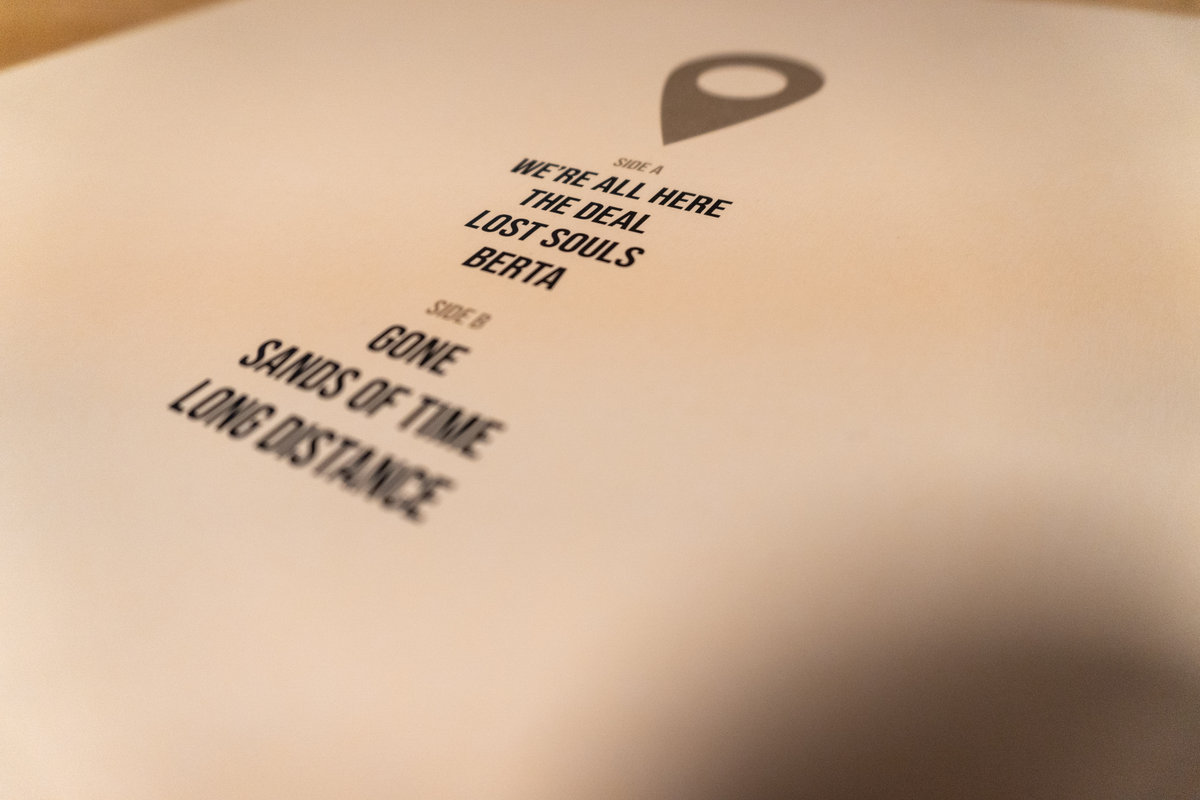 SIDE A
WE'RE ALL HERE
THE DEAL
LOST SOULS
BERTA
SIDE B
GONE
SANDS OF TIME
LONG DISTANCE